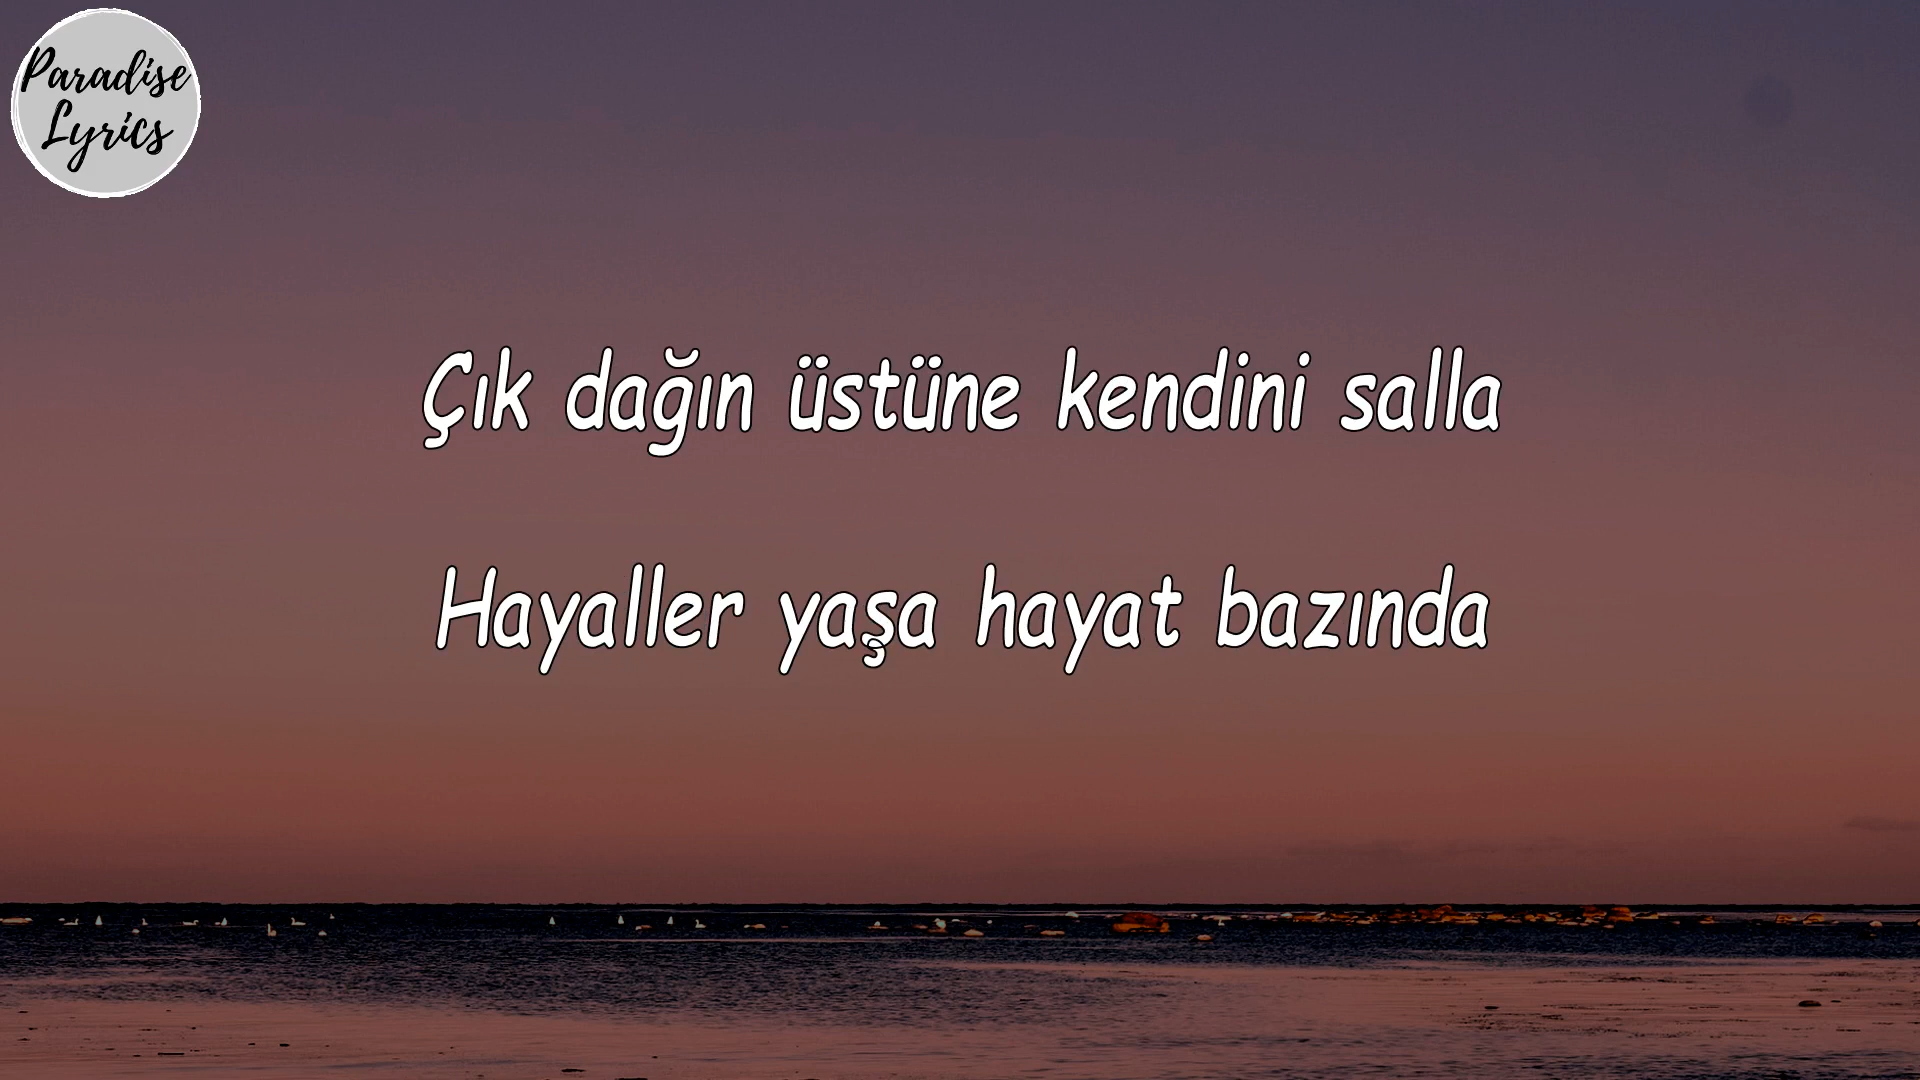 Paradise
Lyrics
Çık dağın üstüne kendini salla
Hayaller yaşa hayat bazında